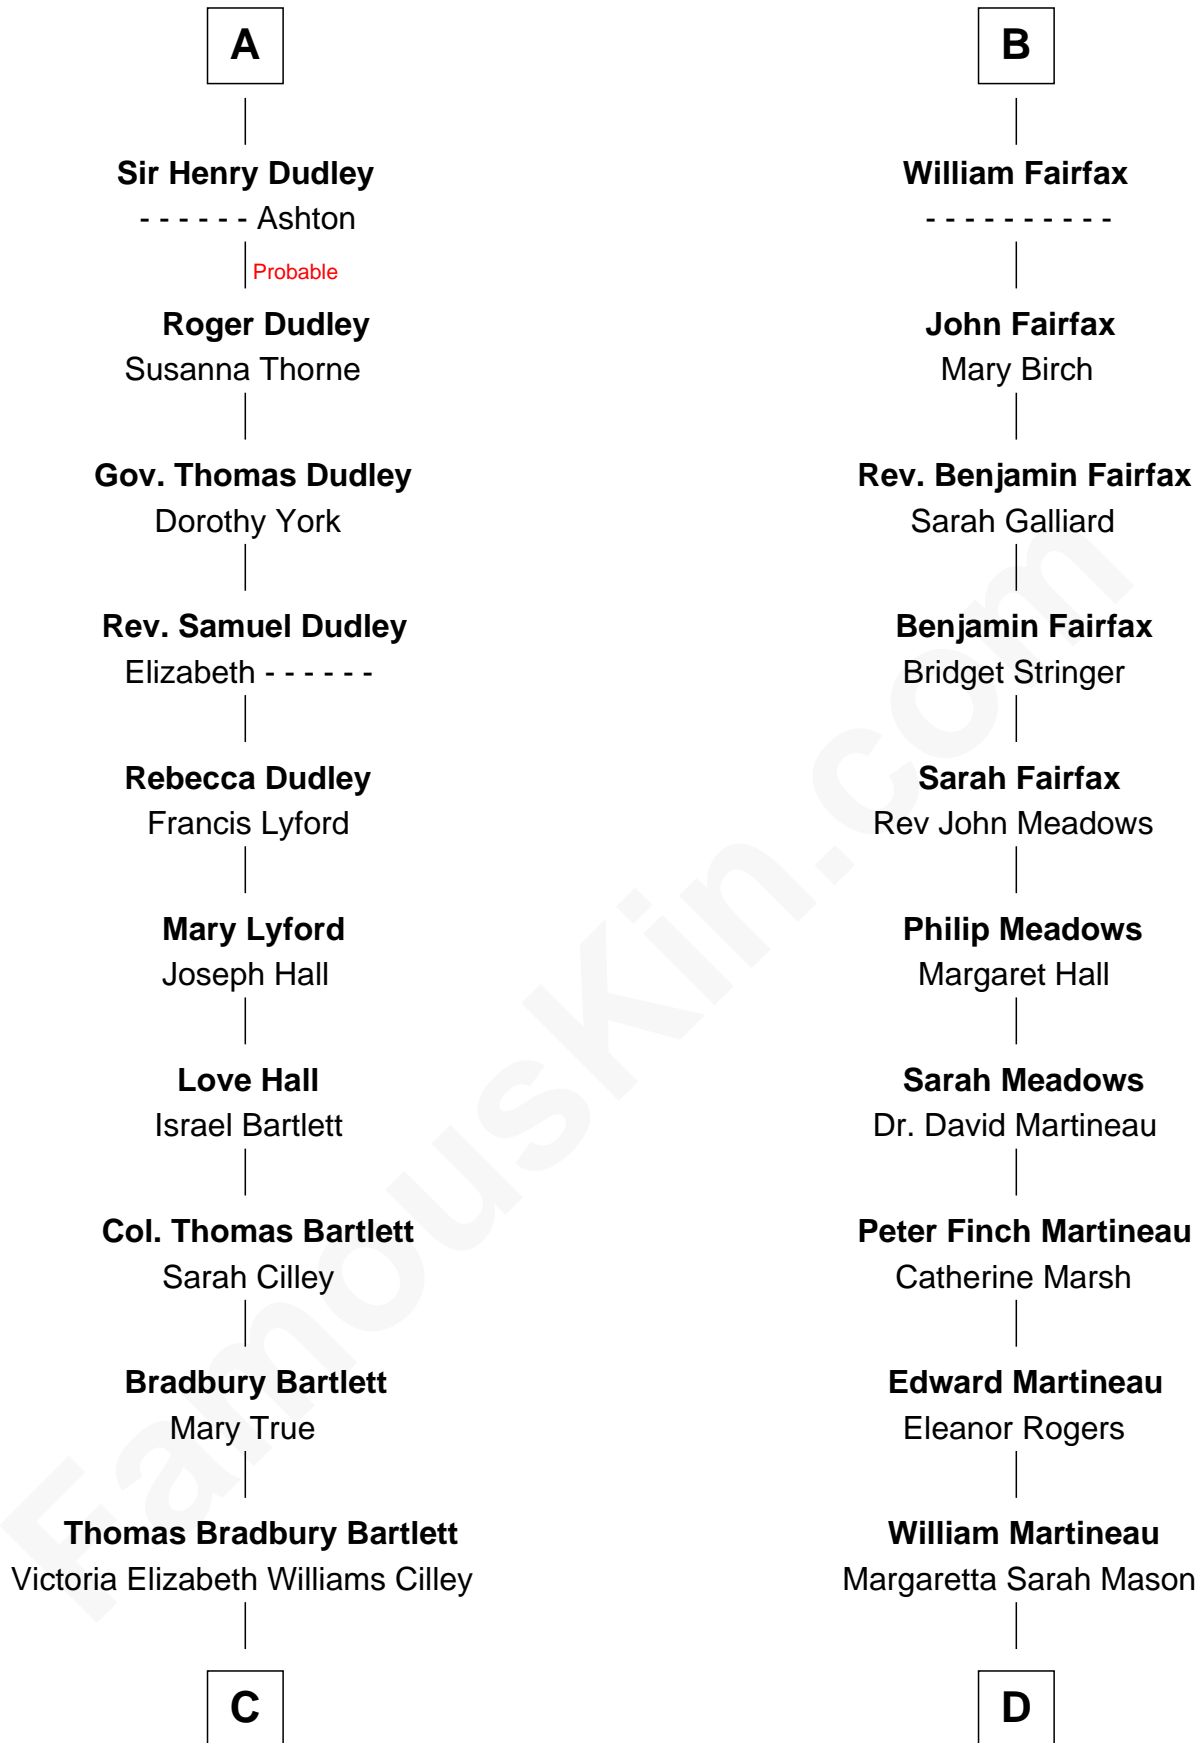 A
Sir Henry Dudley
- - - - - - Ashton
Probable
Roger Dudley
Susanna Thorne
Gov. Thomas Dudley
Dorothy York
Rev. Samuel Dudley
Elizabeth - - - - - -
Rebecca Dudley
Francis Lyford
Mary Lyford
Joseph Hall
Love Hall
Israel Bartlett
Col. Thomas Bartlett
Sarah Cilley
Bradbury Bartlett
Mary True
Thomas Bradbury Bartlett
Victoria Elizabeth Williams Cilley
C
B
William Fairfax
- - - - - - - - - -
John Fairfax
Mary Birch
Rev. Benjamin Fairfax
Sarah Galliard
Benjamin Fairfax
Bridget Stringer
Sarah Fairfax
Rev John Meadows
Philip Meadows
Margaret Hall
Sarah Meadows
Dr. David Martineau
Peter Finch Martineau
Catherine Marsh
Edward Martineau
Eleanor Rogers
William Martineau
Margaretta Sarah Mason
D
FamousKin.com